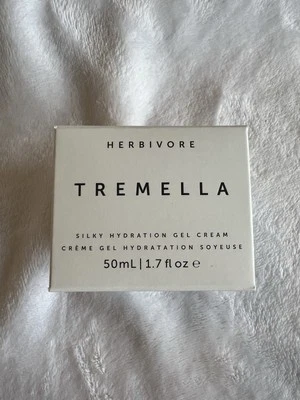 HERBIVORE
TREMELLA
SILKY HYDRATION GEL CREAM
CRÈME GEL HYDRATATION SOYEUSE
50mL | 1.7 fl oz ℮